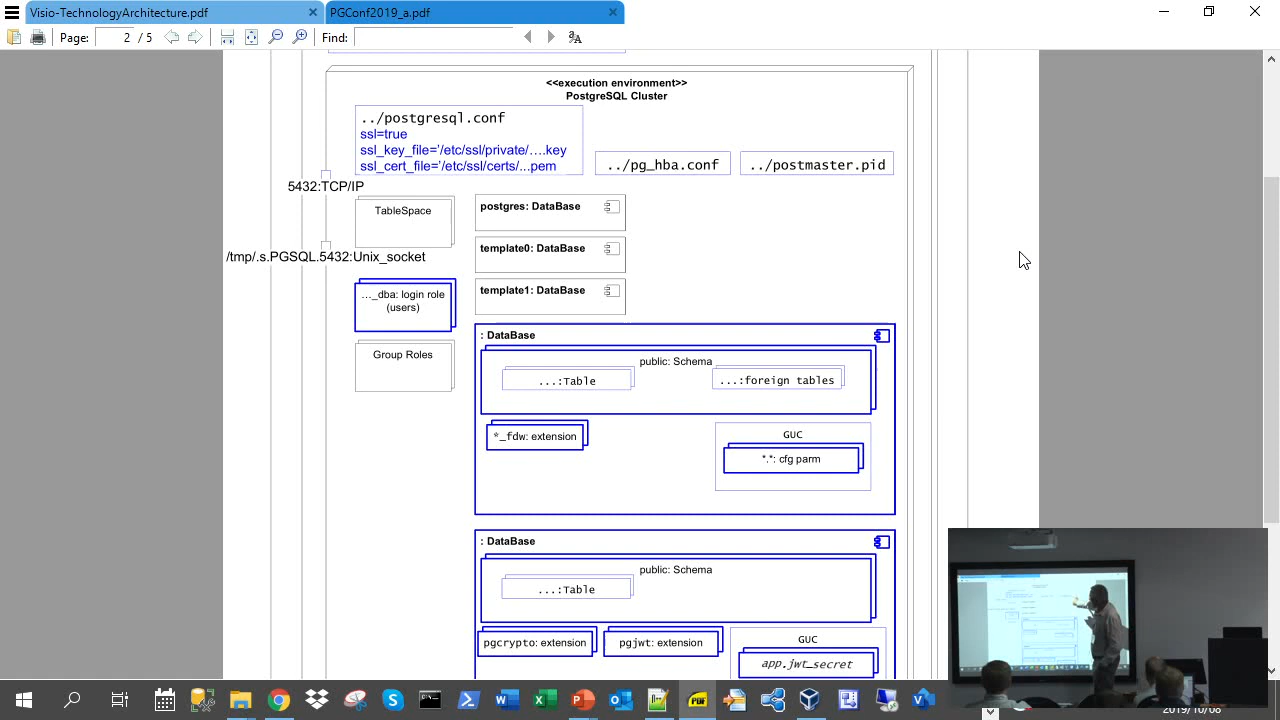 Visio-TechnologyArchitecture.pdf
PGConf2019_a.pdf
Page: 2 / 5
Find:
<<execution environment>>
PostgreSQL Cluster
../postgresql.conf
ssl=true
ssl_key_file='/etc/ssl/private/....key
ssl_cert_file='/etc/ssl/certs/...pem
../pg_hba.conf
../postmaster.pid
5432:TCP/IP
TableSpace
postgres: DataBase
template0: DataBase
/tmp/.s.PGSQL.5432:Unix_socket
template1: DataBase
..._dba: login role
(users)
Group Roles
: DataBase
public: Schema
...:Table
...:foreign tables
*_fdw: extension
GUC
*.*: cfg parm
: DataBase
public: Schema
...:Table
pgcrypto: extension
pgjwt: extension
GUC
app.jwt_secret
2019/10/08